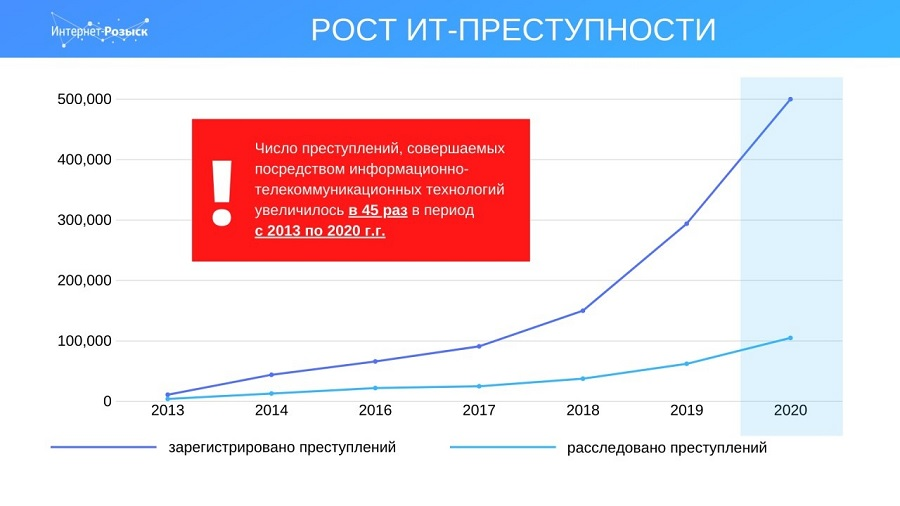 Интернет-Розыск
РОСТ ИТ-ПРЕСТУПНОСТИ
500,000
400,000
300,000
200,000
100,000
0
!
Число преступлений, совершаемых
посредством информационно-
телекоммуникационных технологий
увеличилось в 45 раз в период
с 2013 по 2020 г.г.
2013 2014 2016 2017 2018 2019 2020
зарегистрировано преступлений расследовано преступлений